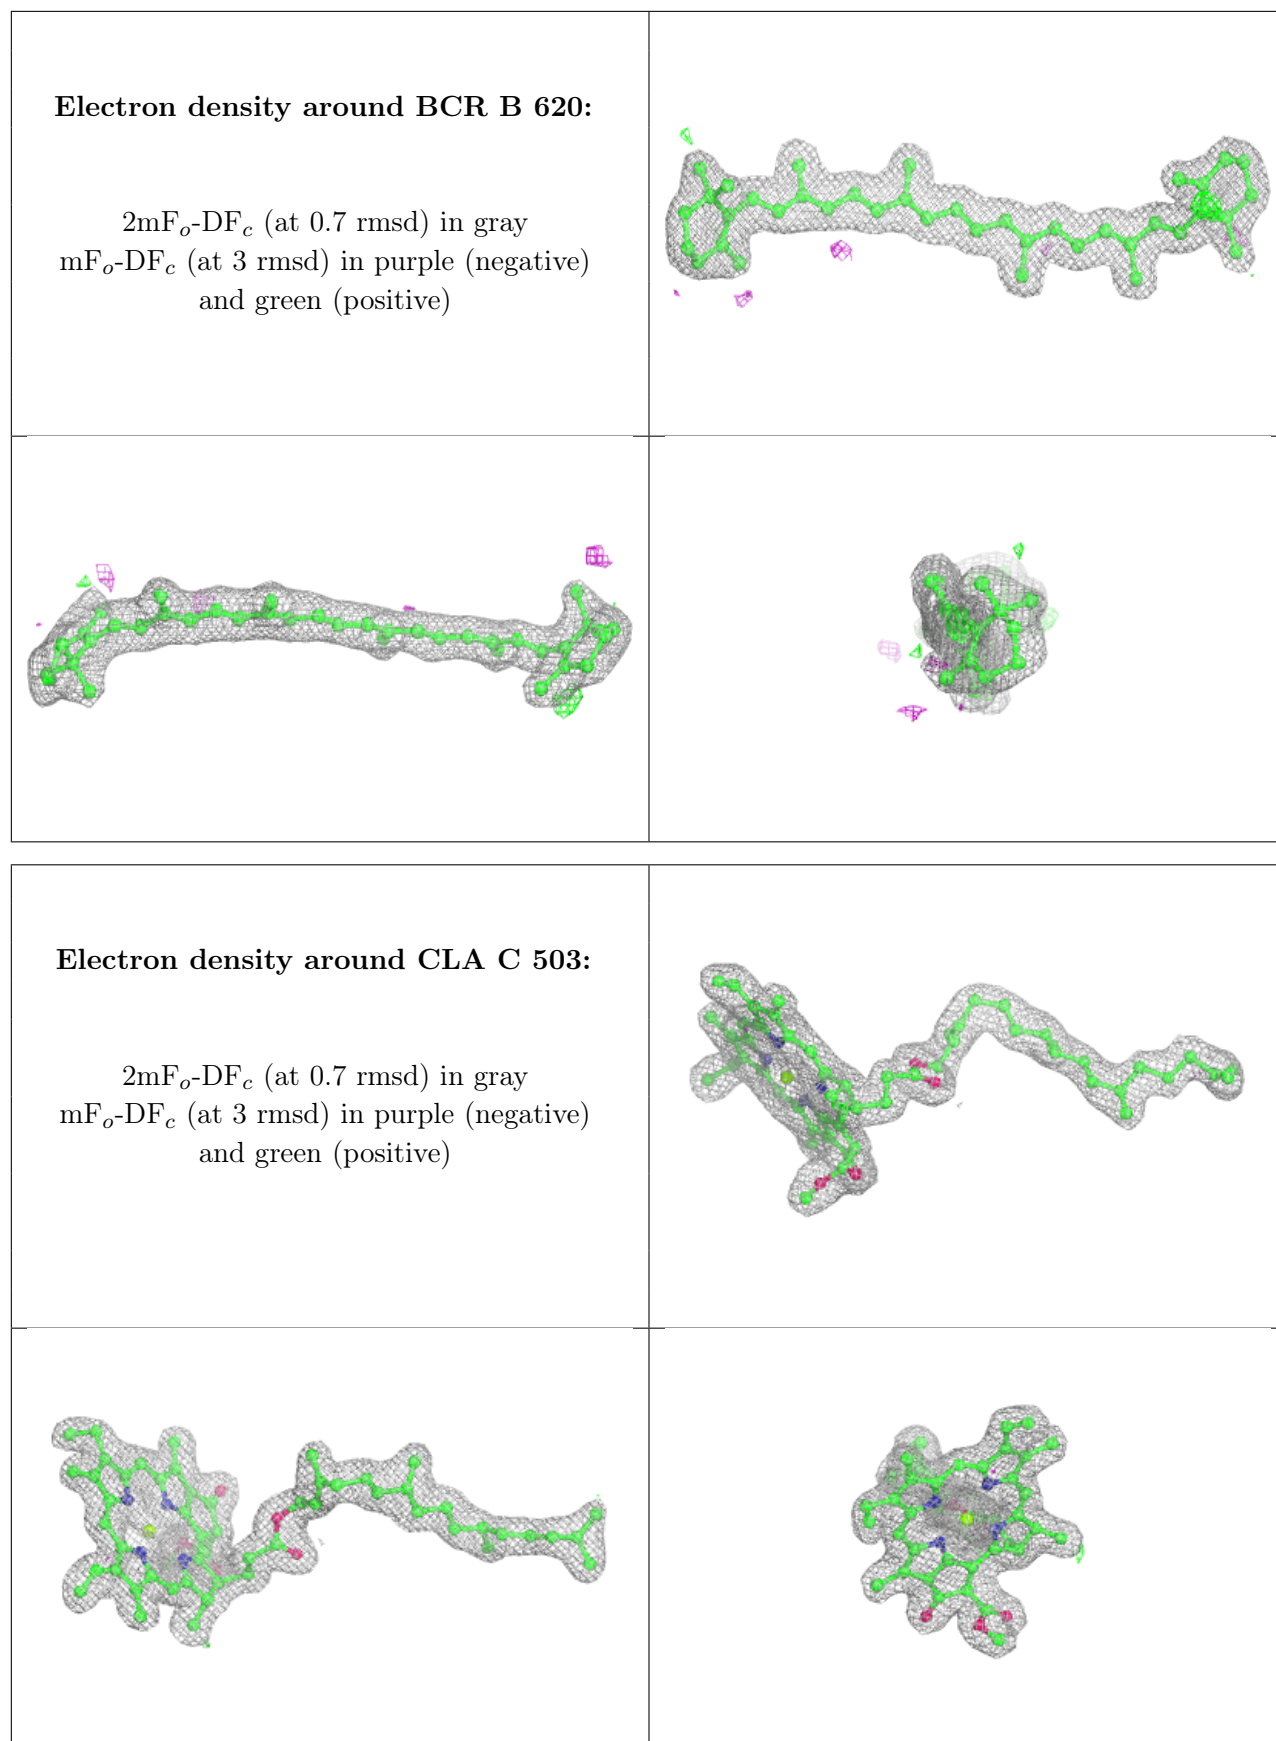 Electron density around BCR B 620:
2mFo-DFc (at 0.7 rmsd) in gray
mFo-DFc (at 3 rmsd) in purple (negative)
and green (positive)
Electron density around CLA C 503:
2mFo-DFc (at 0.7 rmsd) in gray
mFo-DFc (at 3 rmsd) in purple (negative)
and green (positive)